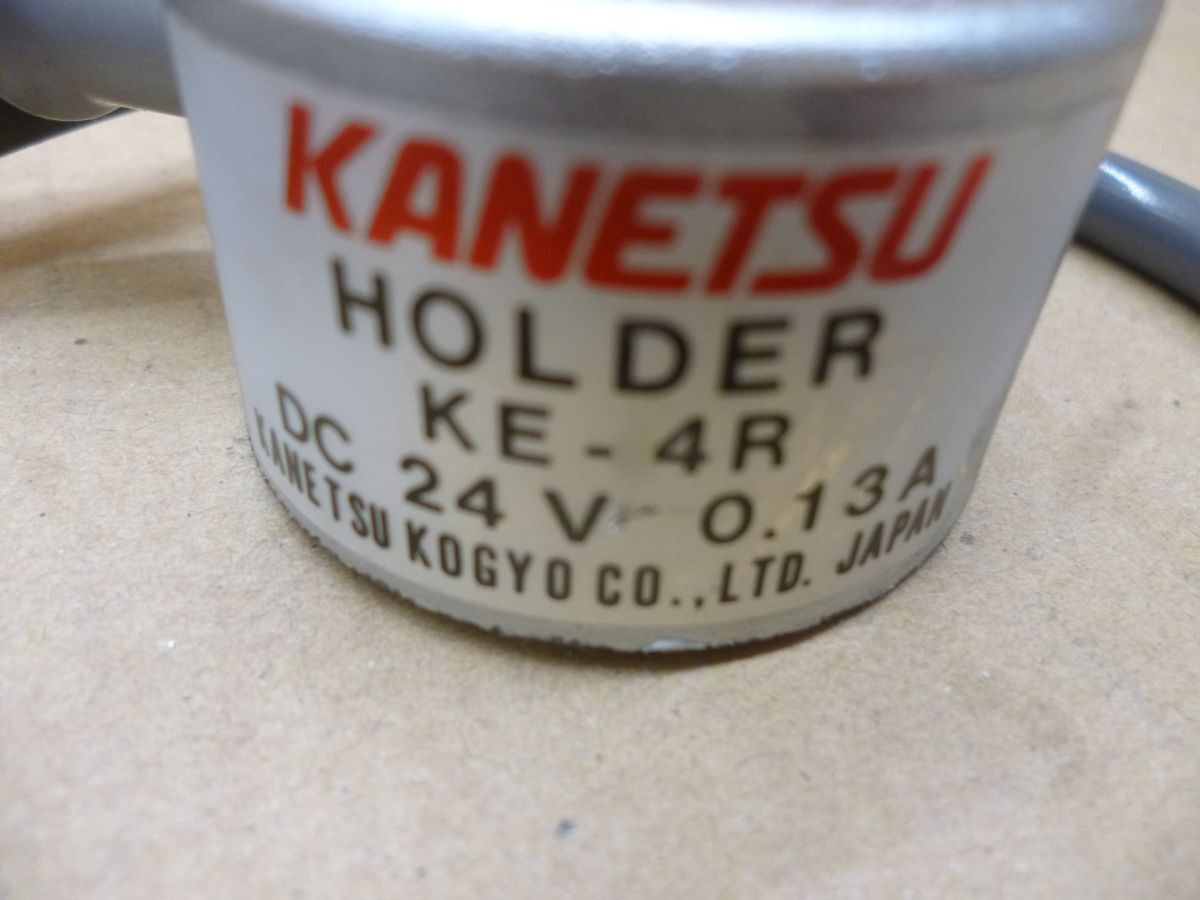 KANETSU
HOLDER
KE-4R
DC 24V 0.13A
KANETSU KOGYO CO.,LTD. JAPAN